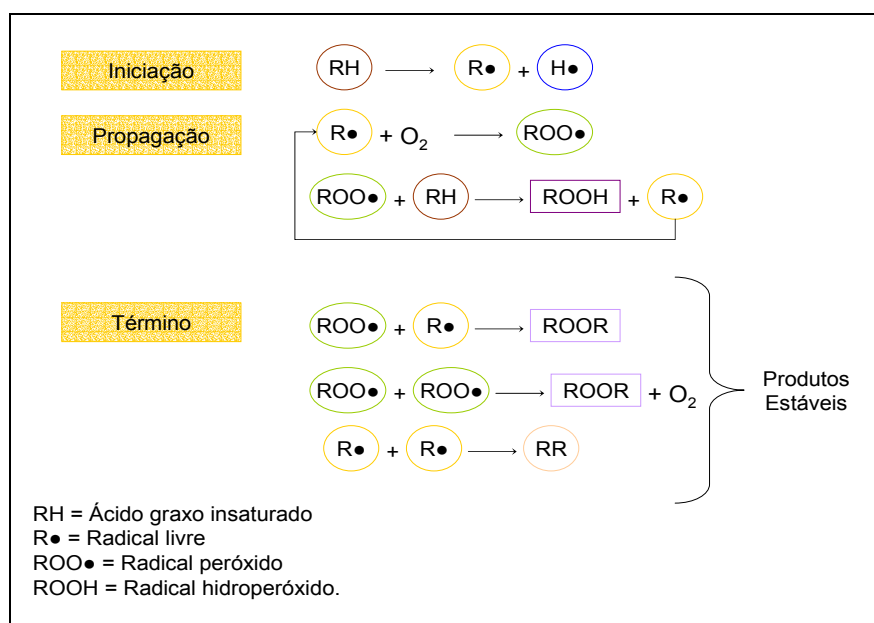 Iniciação
RH → R● + H●
Propagação
R● + O₂ → ROO●
ROO● + RH → ROOH + R●
Término
ROO● + R● → ROOR
ROO● + ROO● → ROOR + O₂
R● + R● → RR
Produtos
Estáveis
RH = Ácido graxo insaturado
R● = Radical livre
ROO● = Radical peróxido
ROOH = Radical hidroperóxido.